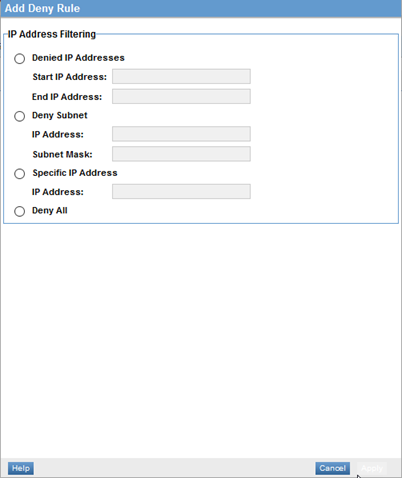 Add Deny Rule
IP Address Filtering
Denied IP Addresses
Start IP Address:
End IP Address:
Deny Subnet
IP Address:
Subnet Mask:
Specific IP Address
IP Address:
Deny All
Help
Cancel
Apply